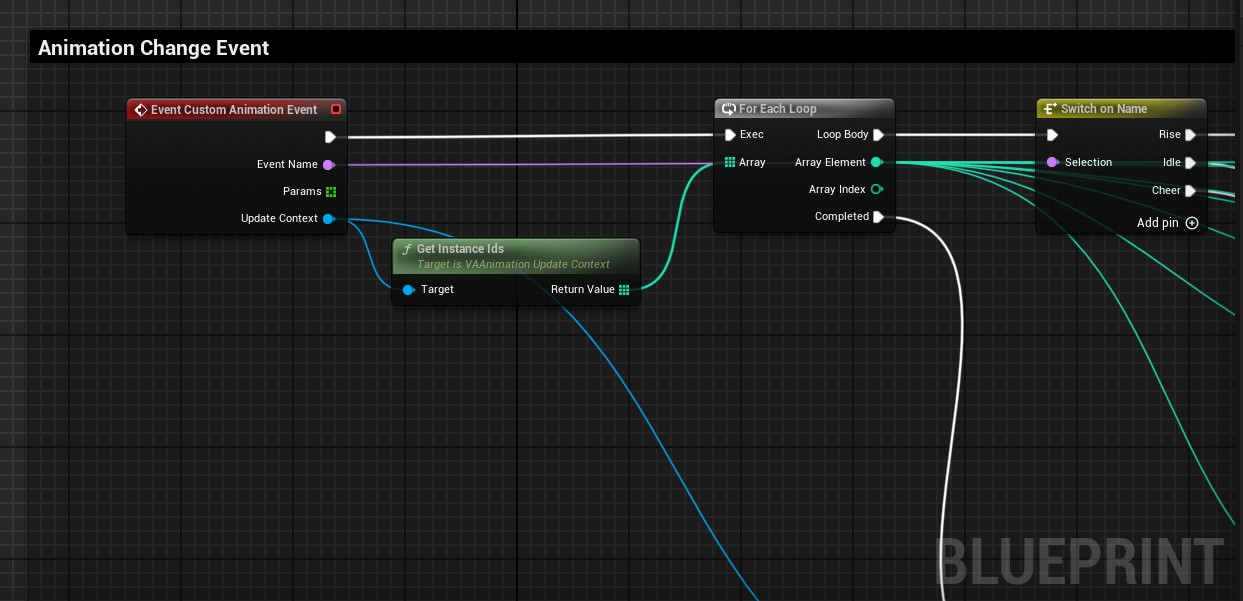 Animation Change Event
Event Custom Animation Event
Event Name
Params
Update Context
Get Instance Ids
Target is VAAnimation Update Context
Target
Return Value
For Each Loop
Exec
Loop Body
Array
Array Element
Array Index
Completed
Switch on Name
Rise
Selection
Idle
Cheer
Add pin
BLUEPRINT